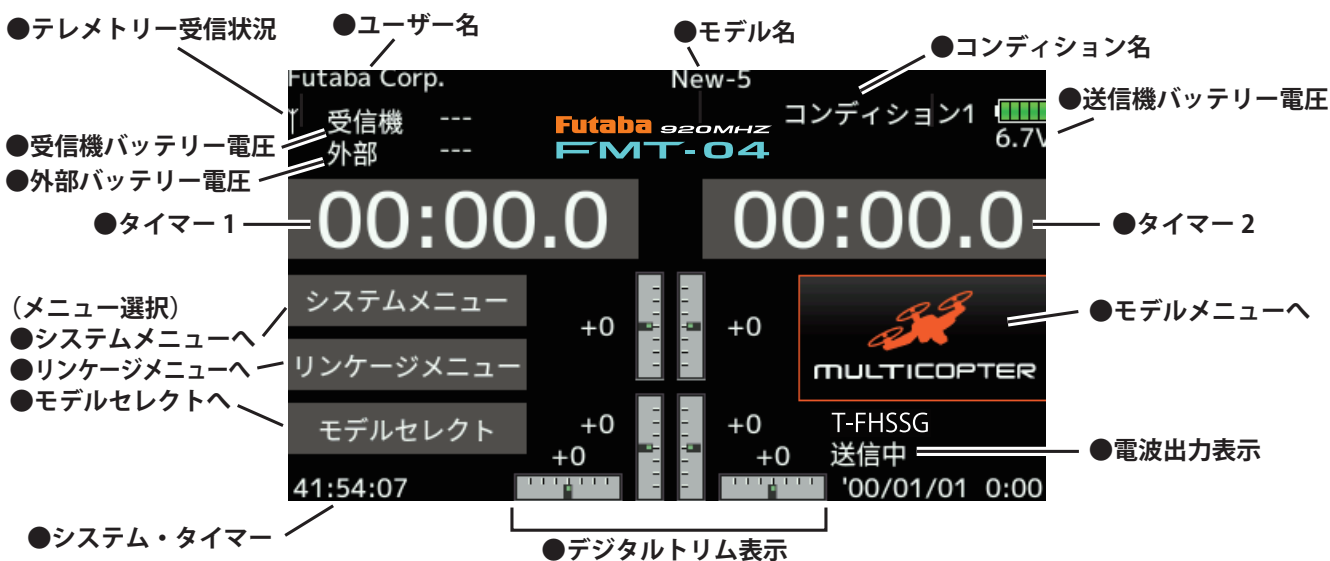 ●テレメトリー受信状況
●ユーザー名
●モデル名
●コンディション名
●送信機バッテリー電圧
●受信機バッテリー電圧
●外部バッテリー電圧
●タイマー 1
●タイマー 2
(メニュー選択)
●システムメニューへ
●リンケージメニューへ
●モデルセレクトへ
●モデルメニューへ
●電波出力表示
●システム・タイマー
●デジタルトリム表示
Futaba Corp.
New-5
受信機 ---
外部 ---
Futaba 920MHZ
FMT-04
コンディション1
6.7V
00:00.0
00:00.0
システムメニュー
リンケージメニュー
モデルセレクト
+0
+0
+0
+0
+0
+0
MULTICOPTER
T-FHSSG
送信中
41:54:07
'00/01/01 0:00